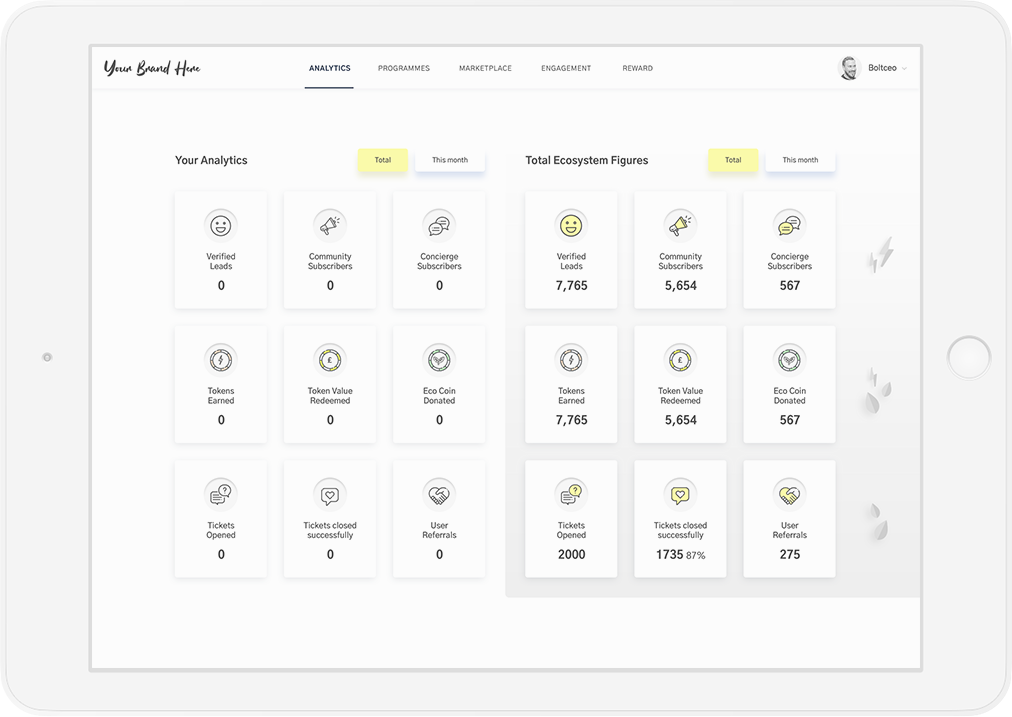 Your Brand Here
ANALYTICS PROGRAMMES MARKETPLACE ENGAGEMENT REWARD
Boltceo
Your Analytics
Total This month
Verified
Leads
0
Community
Subscribers
0
Concierge
Subscribers
0
Tokens
Earned
0
£
Token Value
Redeemed
0
Eco Coin
Donated
0
?
Tickets
Opened
0
Tickets closed
successfully
0
User
Referrals
0
Total Ecosystem Figures
Total This month
Verified
Leads
7,765
Community
Subscribers
5,654
Concierge
Subscribers
567
Tokens
Earned
7,765
£
Token Value
Redeemed
5,654
Eco Coin
Donated
567
?
Tickets
Opened
2000
Tickets closed
successfully
1735 87%
User
Referrals
275